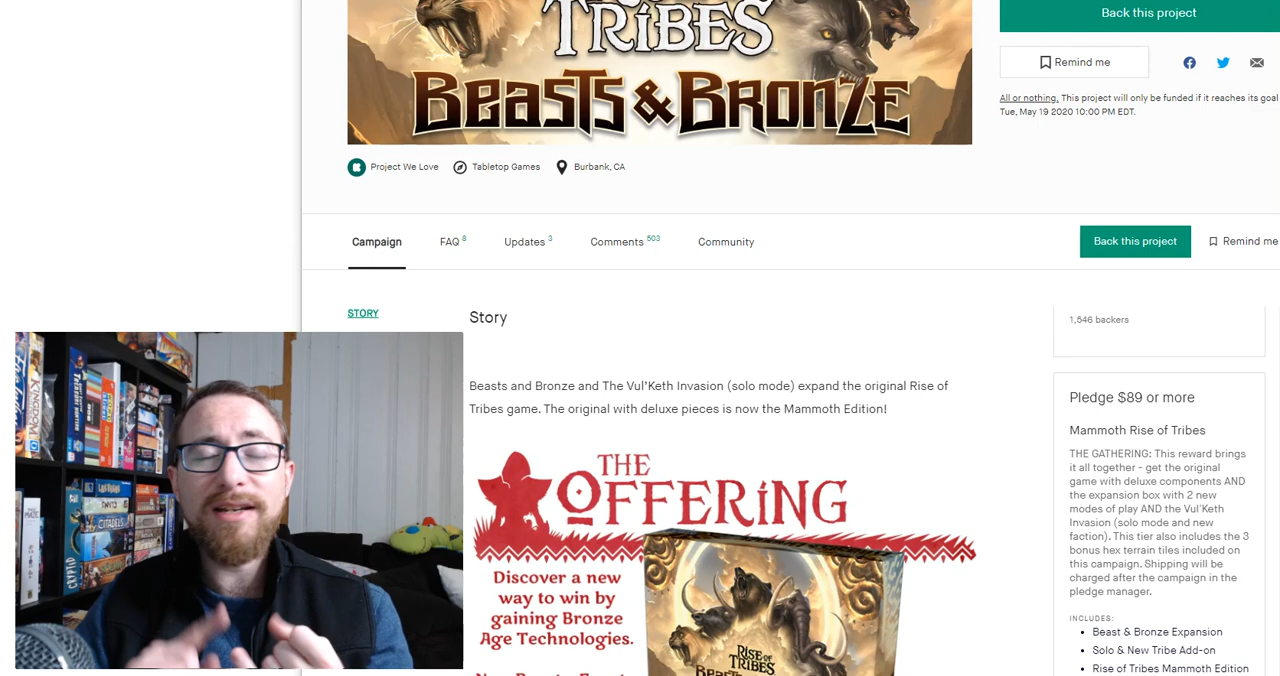 TRIBES
BEASTS & BRONZE
Back this project
Remind me
All or nothing. This project will only be funded if it reaches its goal
Tue, May 19 2020 10:00 PM EDT.
Project We Love
Tabletop Games
Burbank, CA
Campaign
FAQ 8
Updates 3
Comments 503
Community
Back this project
Remind me
STORY
Story
Beasts and Bronze and The Vul'Keth Invasion (solo mode) expand the original Rise of
Tribes game. The original with deluxe pieces is now the Mammoth Edition!
THE
OFFERING
Discover a new
way to win by
gaining Bronze
Age Technologies.
RISE OF
TRIBES
1,546 backers
Pledge $89 or more
Mammoth Rise of Tribes
THE GATHERING: This reward brings
it all together - get the original
game with deluxe components AND
the expansion box with 2 new
modes of play AND the Vul'Keth
Invasion (solo mode and new
faction). This tier also includes the 3
bonus hex terrain tiles included on
this campaign. Shipping will be
charged after the campaign in the
pledge manager.
INCLUDES:
Beast & Bronze Expansion
Solo & New Tribe Add-on
Rise of Tribes Mammoth Edition
KINGDOM
CITADELS
CRYPTID